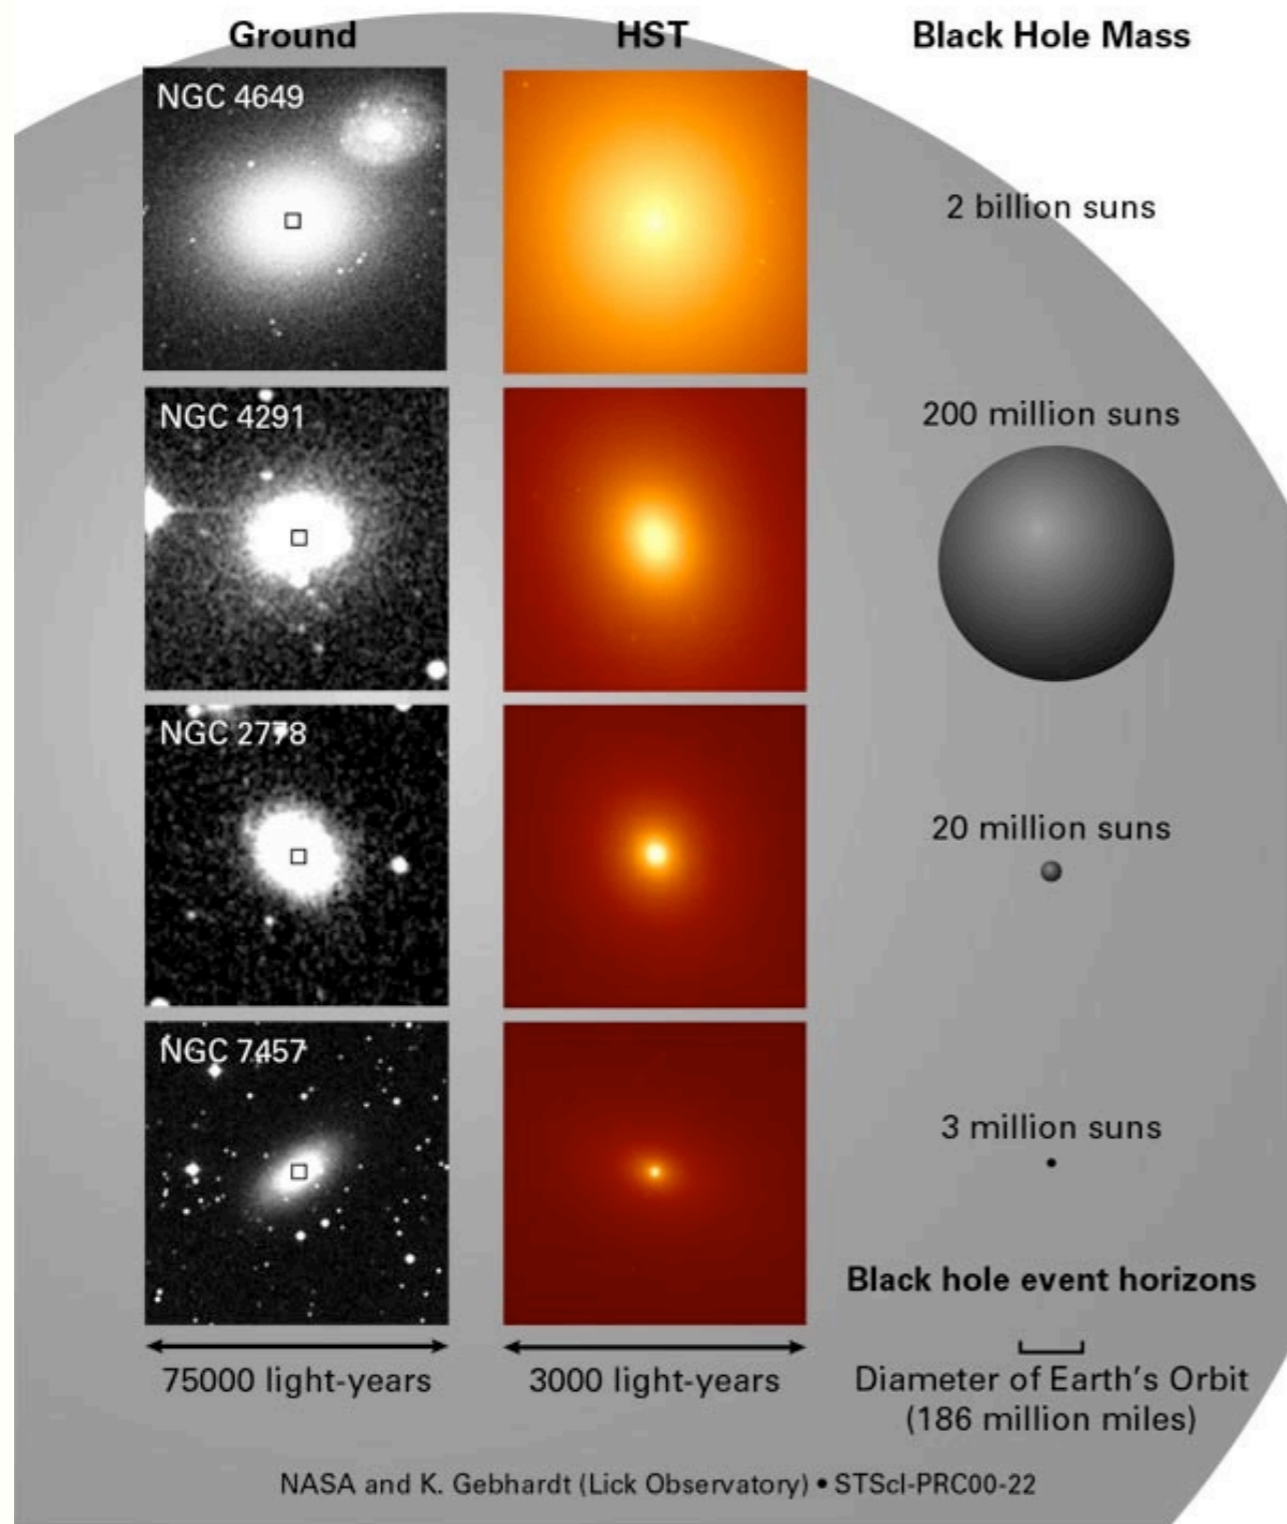 Ground
HST
Black Hole Mass
NGC 4649
2 billion suns
NGC 4291
200 million suns
NGC 2778
20 million suns
NGC 7457
3 million suns
Black hole event horizons
75000 light-years
3000 light-years
Diameter of Earth's Orbit
(186 million miles)
NASA and K. Gebhardt (Lick Observatory) • STScI-PRC00-22